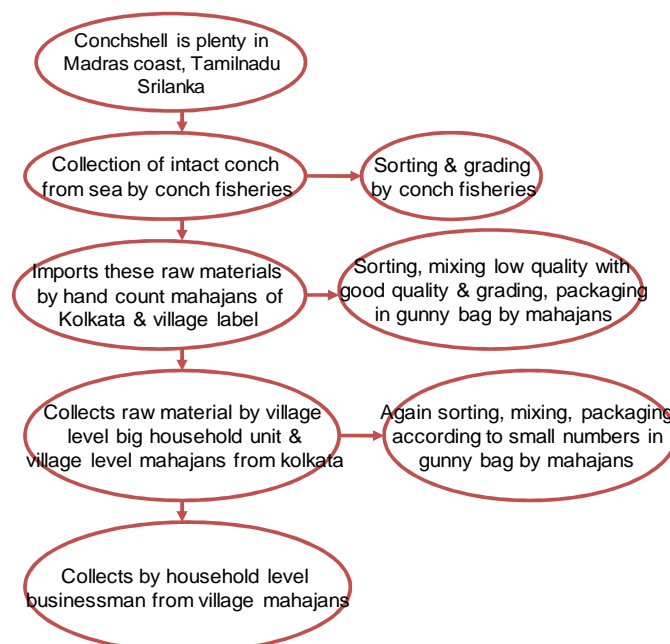 Conchshell is plenty in
Madras coast, Tamilnadu
Srilanka
Collection of intact conch
from sea by conch fisheries
Sorting & grading
by conch fisheries
Imports these raw materials
by hand count mahajans of
Kolkata & village label
Sorting, mixing low quality with
good quality & grading, packaging
in gunny bag by mahajans
Collects raw material by village
level big household unit &
village level mahajans from kolkata
Again sorting, mixing, packaging
according to small numbers in
gunny bag by mahajans
Collects by household level
businessman from village mahajans